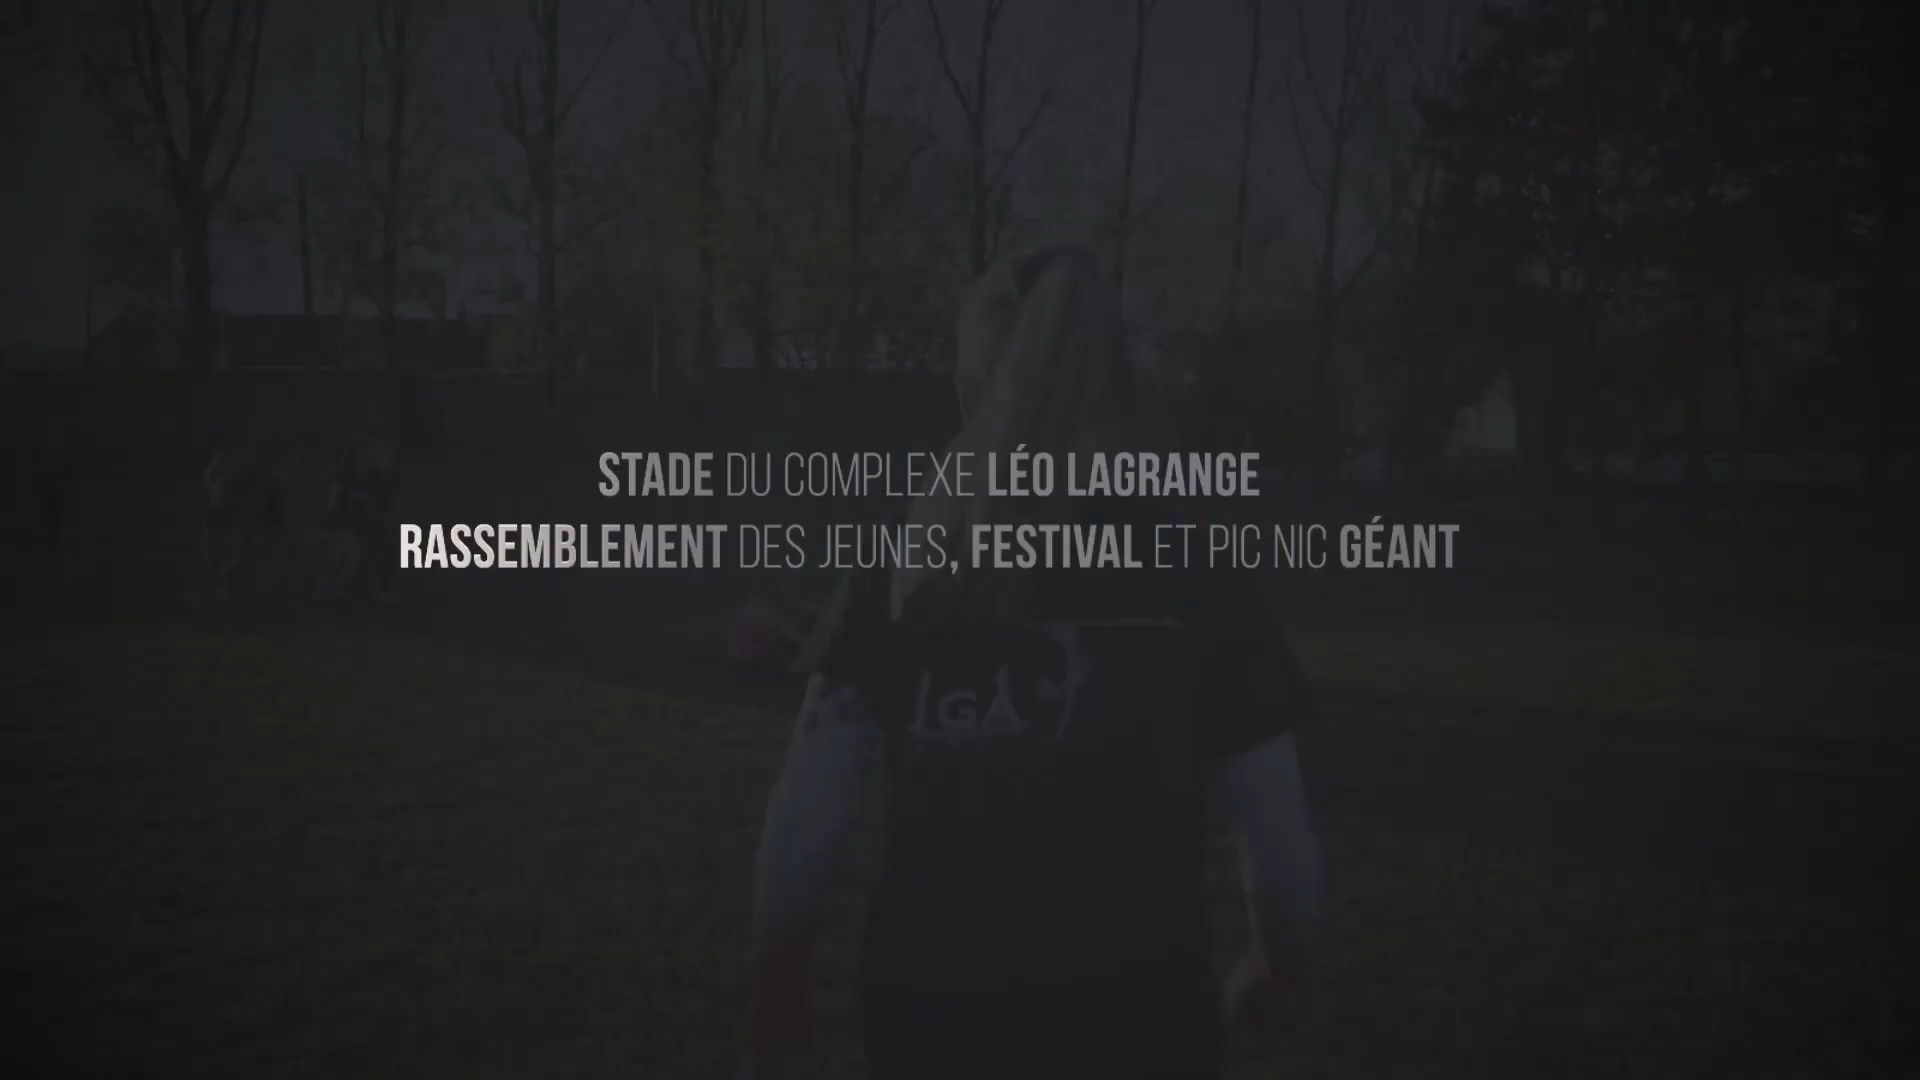 STADE DU COMPLEXE LÉO LAGRANGE
RASSEMBLEMENT DES JEUNES, FESTIVAL ET PIC NIC GÉANT